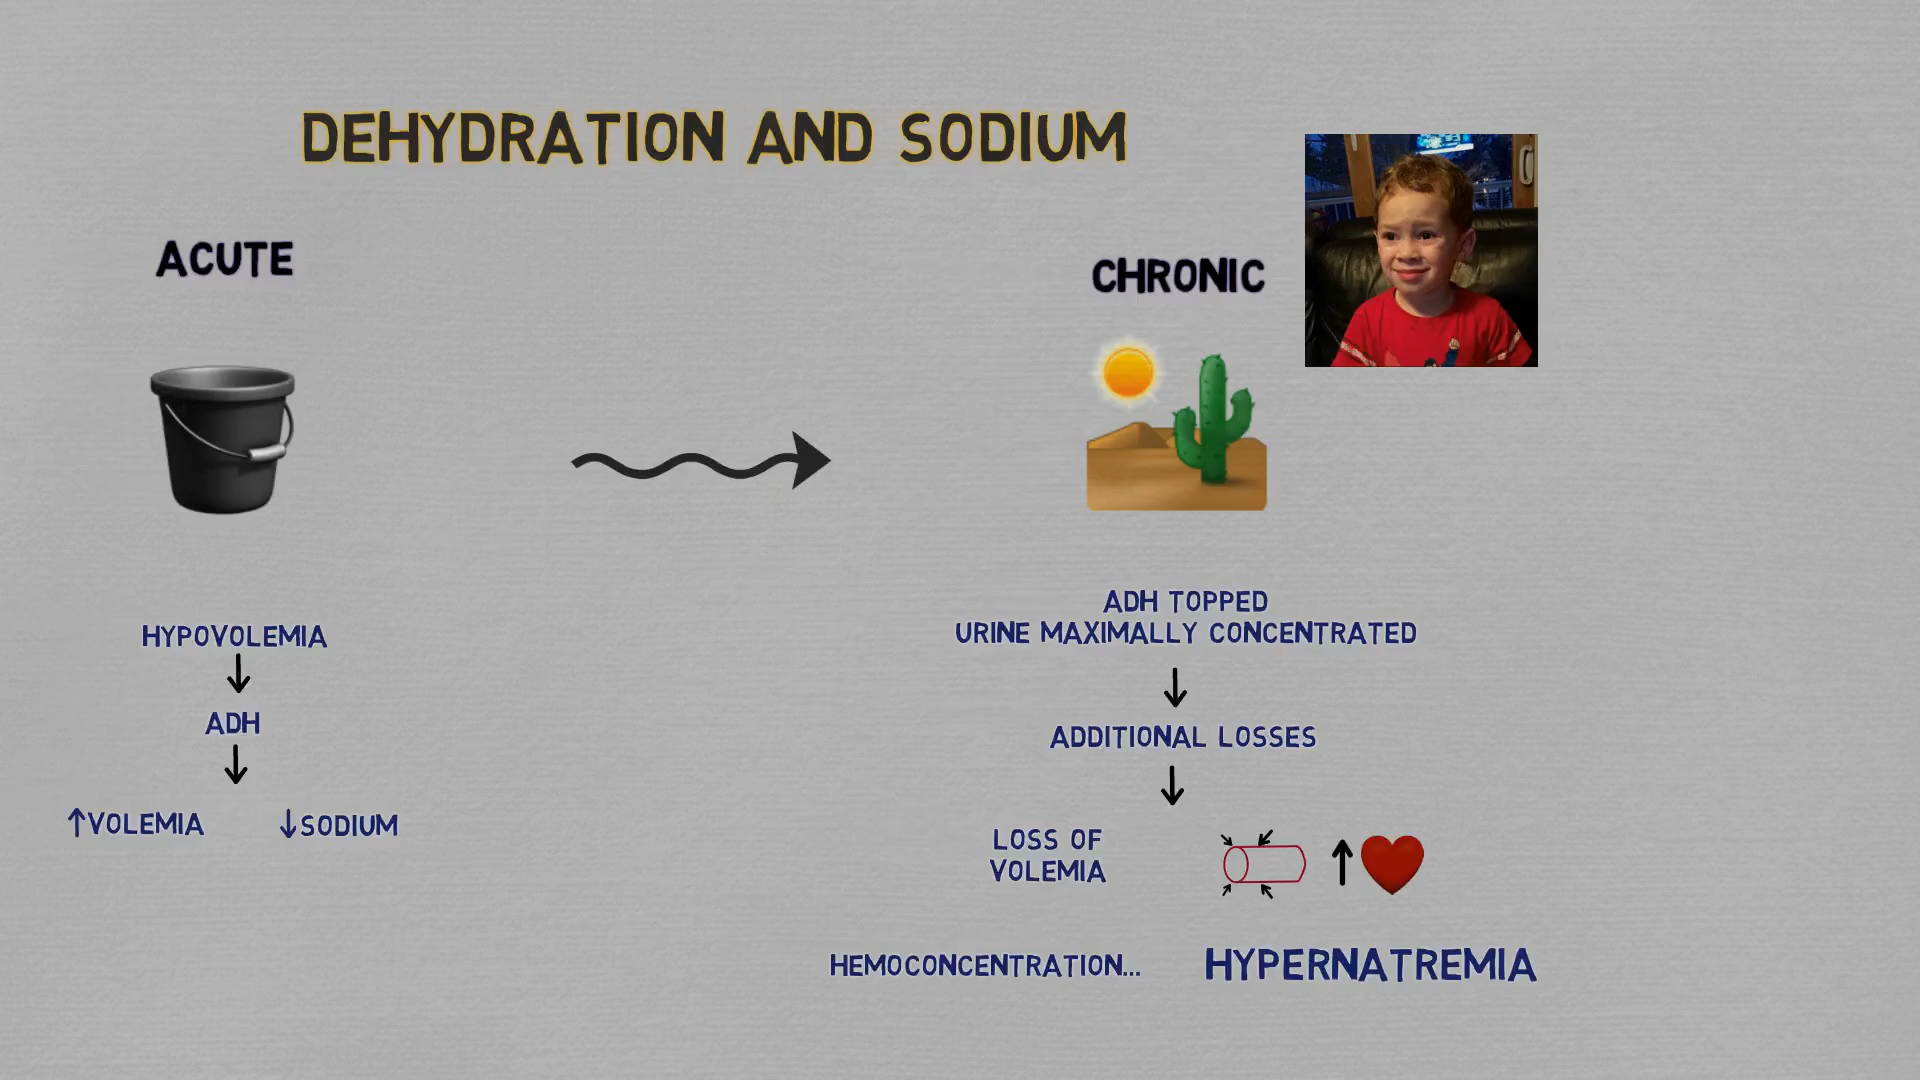 DEHYDRATION AND SODIUM
ACUTE
HYPOVOLEMIA
ADH
↑VOLEMIA
↓SODIUM
CHRONIC
ADH TOPPED
URINE MAXIMALLY CONCENTRATED
ADDITIONAL LOSSES
LOSS OF
VOLEMIA
HEMOCONCENTRATION...
HYPERNATREMIA